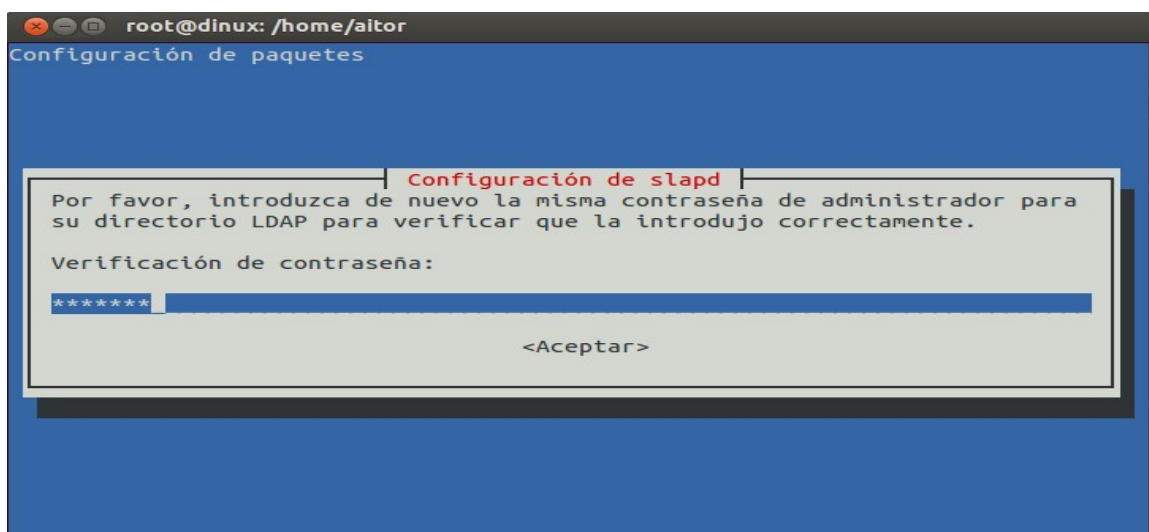 root@dinux: /home/aitor
Configuración de paquetes
Configuración de slapd
Por favor, introduzca de nuevo la misma contraseña de administrador para
su directorio LDAP para verificar que la introdujo correctamente.
Verificación de contraseña:
*******_
<Aceptar>